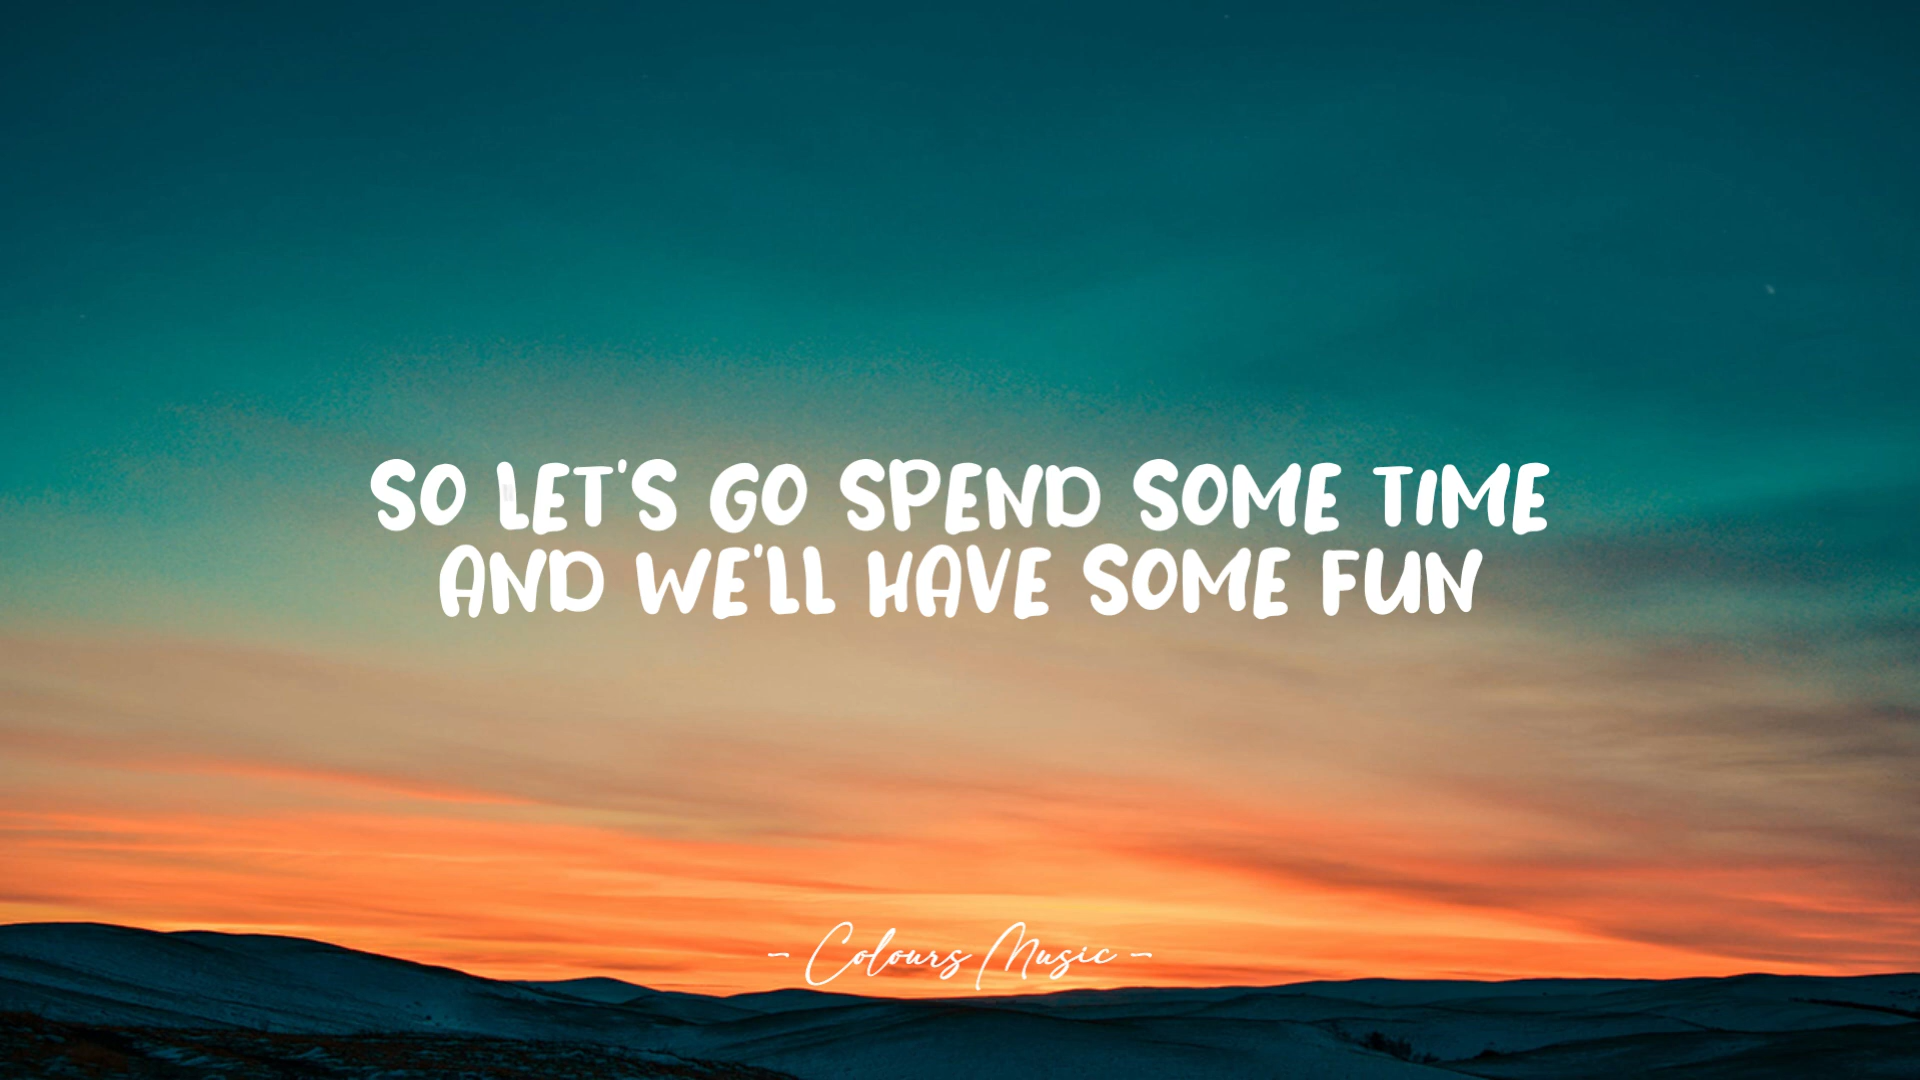 SO LET'S GO SPEND SOME TIME
AND WE'LL HAVE SOME FUN
- Colours Music -